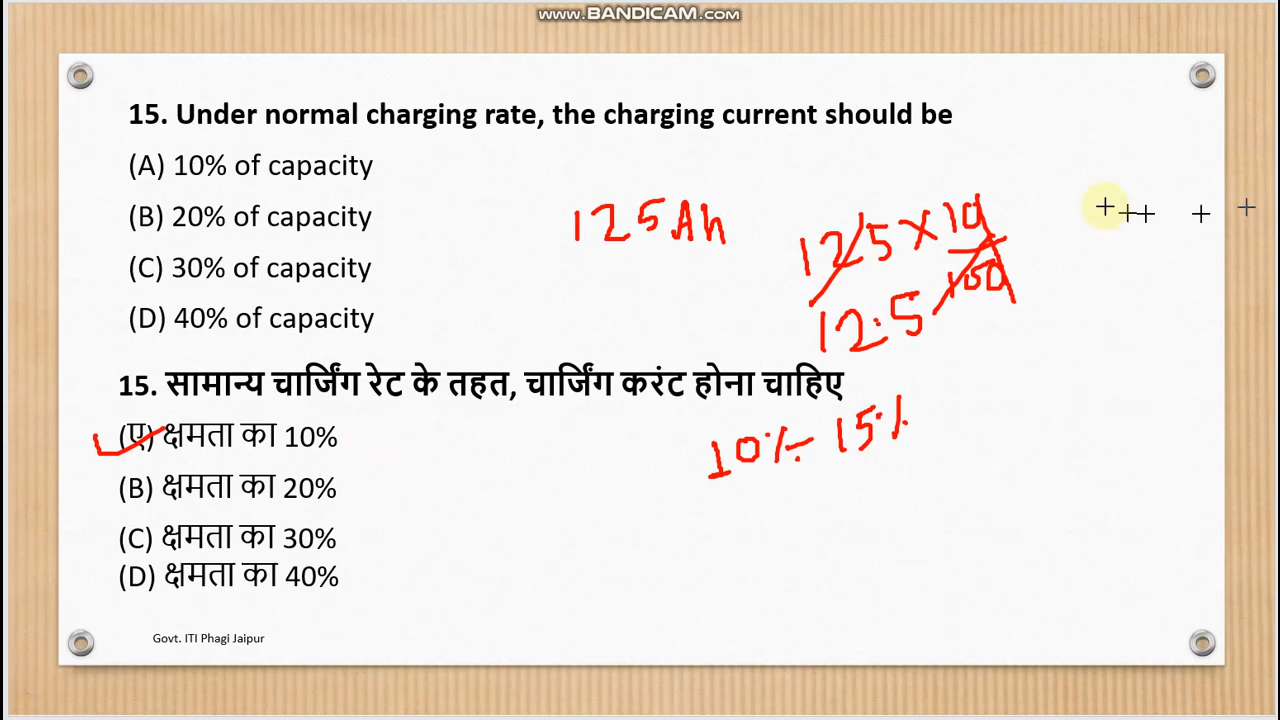 www.BANDICAM.com
15. Under normal charging rate, the charging current should be
(A) 10% of capacity
(B) 20% of capacity
(C) 30% of capacity
(D) 40% of capacity
125 Ah
125 × 10
100
12.5
15. सामान्य चार्जिंग रेट के तहत, चार्जिंग करंट होना चाहिए
(ए) क्षमता का 10%
(B) क्षमता का 20%
(C) क्षमता का 30%
(D) क्षमता का 40%
10% - 15%
Govt. ITI Phagi Jaipur